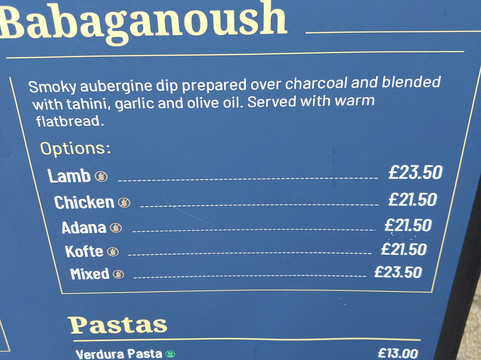 Babaganoush
Smoky aubergine dip prepared over charcoal and blended
with tahini, garlic and olive oil. Served with warm
flatbread.
Options:
Lamb £23.50
Chicken £21.50
Adana £21.50
Kofte £21.50
Mixed £23.50
Pastas
Verdura Pasta £13.00